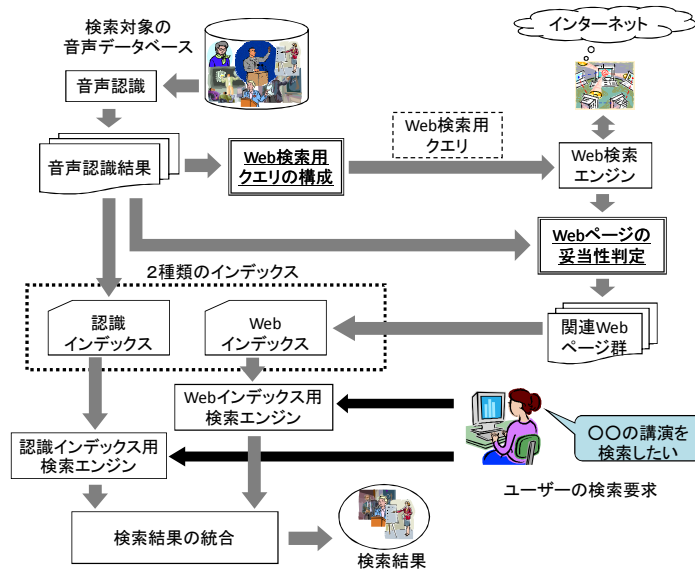 検索対象の
音声データベース
インターネット
音声認識
Web検索用
クエリ
音声認識結果
Web検索用
クエリの構成
Web検索
エンジン
Webページの
妥当性判定
２種類のインデックス
認識
インデックス
Web
インデックス
関連Web
ページ群
Webインデックス用
検索エンジン
〇〇の講演を
検索したい
認識インデックス用
検索エンジン
ユーザーの検索要求
検索結果の統合
検索結果